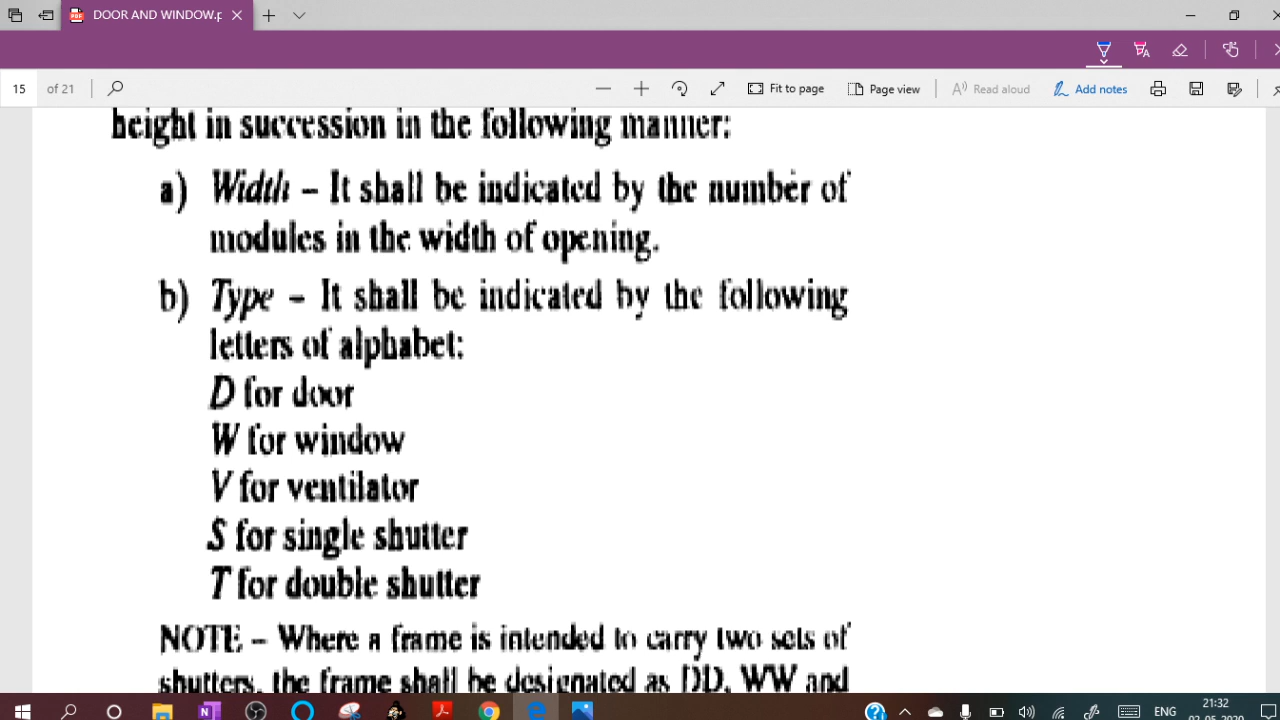 DOOR AND WINDOW.p
15 of 21
Fit to page
Page view
Read aloud
Add notes
height in succession in the following manner:
a) Width – It shall be indicated by the number of
modules in the width of opening.
b) Type – It shall be indicated by the following
letters of alphabet:
D for door
W for window
V for ventilator
S for single shutter
T for double shutter
NOTE – Where a frame is intended to carry two sets of
shutters, the frame shall be designated as DD, WW and
ENG
21:32
02-05-2020